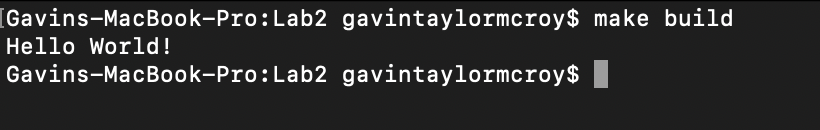 [Gavins-MacBook-Pro:Lab2 gavintaylormcroy$ make build
Hello World!
Gavins-MacBook-Pro:Lab2 gavintaylormcroy$